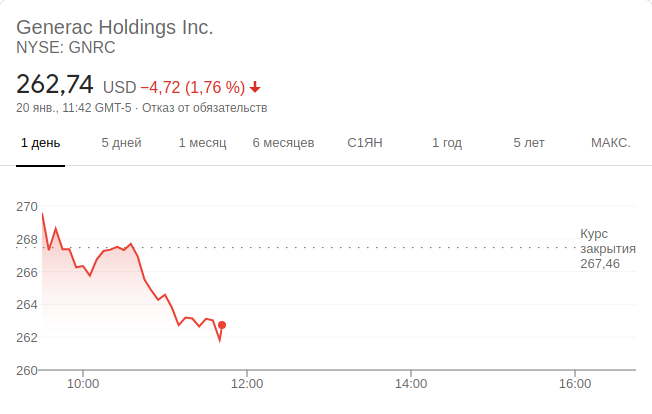 Generac Holdings Inc.
NYSE: GNRC
262,74 USD −4,72 (1,76 %)
20 янв., 11:42 GMT-5 · Отказ от обязательств
1 день 5 дней 1 месяц 6 месяцев С1ЯН 1 год 5 лет МАКС.
270
268
266
264
262
260
Курс
закрытия
267,46
10:00 12:00 14:00 16:00